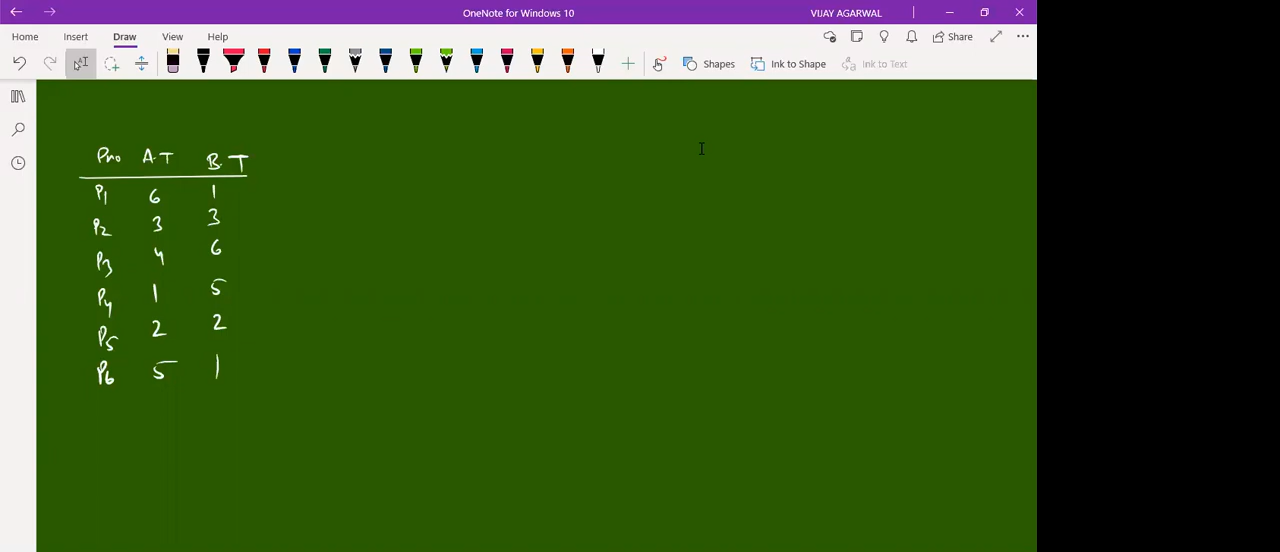 OneNote for Windows 10
VIJAY AGARWAL
Home Insert Draw View Help
Share
Shapes Ink to Shape Ink to Text
Pro A.T B.T
P1 6 1
P2 3 3
P3 4 6
P4 1 5
P5 2 2
P6 5 1